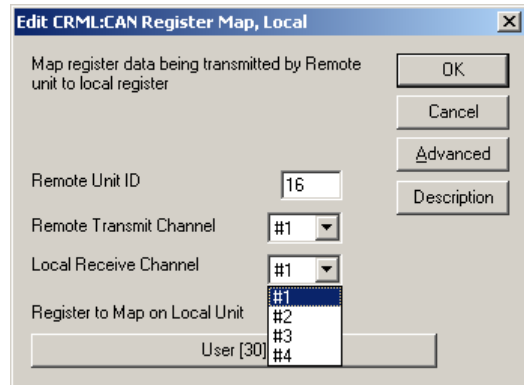 Edit CRML:CAN Register Map, Local
Map register data being transmitted by Remote
unit to local register
OK
Cancel
Advanced
Description
Remote Unit ID
16
Remote Transmit Channel
#1
Local Receive Channel
#1
#1
#2
#3
#4
Register to Map on Local Unit
User [30]